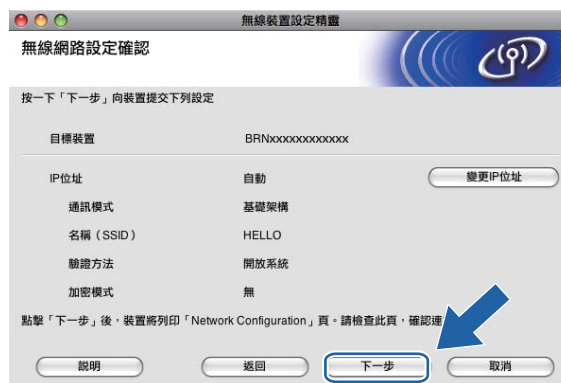 無線裝置設定精靈
無線網路設定確認
按一下「下一步」向裝置提交下列設定
目標裝置 BRNxxxxxxxxxxxx
IP位址 自動 變更IP位址
通訊模式 基礎架構
名稱（SSID） HELLO
驗證方法 開放系統
加密模式 無
點擊「下一步」後，裝置將列印「Network Configuration」頁。請檢查此頁，確認連
説明 返回 下一步 取消